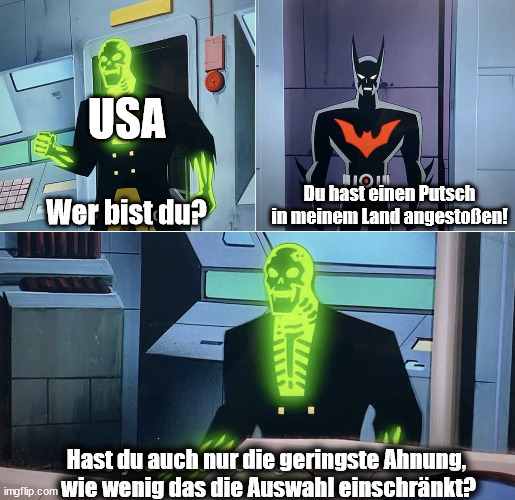 USA
Wer bist du?
Du hast einen Putsch
in meinem Land angestoßen!
Hast du auch nur die geringste Ahnung,
wie wenig das die Auswahl einschränkt?
imgflip.com